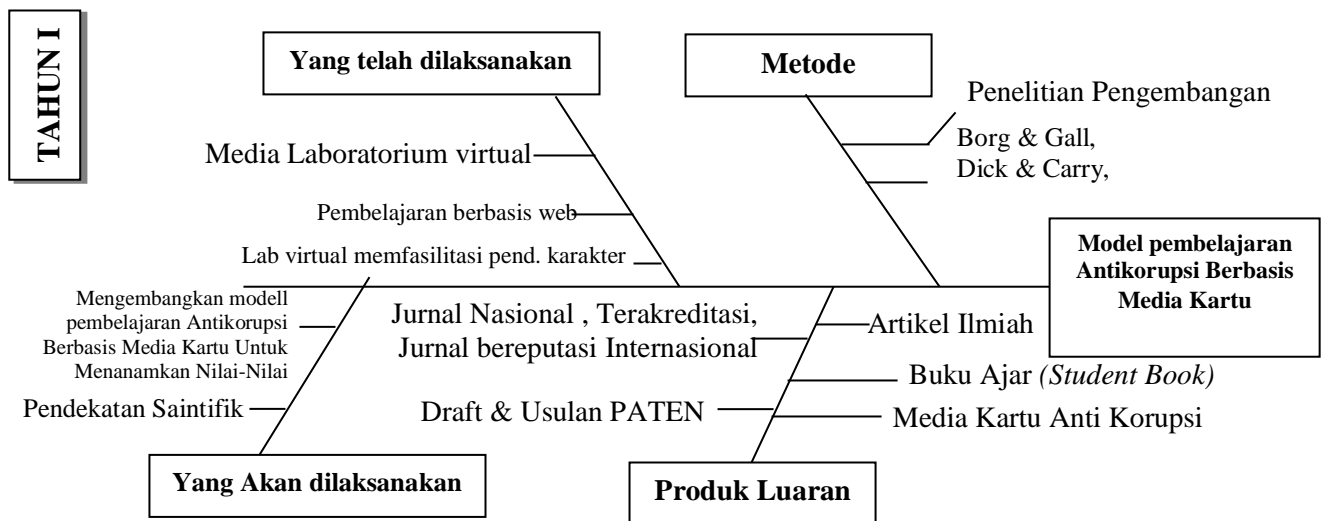 TAHUN I
Yang telah dilaksanakan
Metode
Penelitian Pengembangan
Borg & Gall,
Dick & Carry,
Media Laboratorium virtual
Pembelajaran berbasis web
Lab virtual memfasilitasi pend. karakter
Model pembelajaran
Antikorupsi Berbasis
Media Kartu
Mengembangkan modell
pembelajaran Antikorupsi
Berbasis Media Kartu Untuk
Menanamkan Nilai-Nilai
Pendekatan Saintifik
Jurnal Nasional , Terakreditasi,
Jurnal bereputasi Internasional
Artikel Ilmiah
Buku Ajar (Student Book)
Draft & Usulan PATEN
Media Kartu Anti Korupsi
Yang Akan dilaksanakan
Produk Luaran